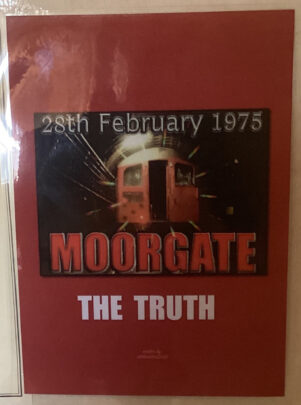 28th February 1975
MOORGATE
THE TRUTH